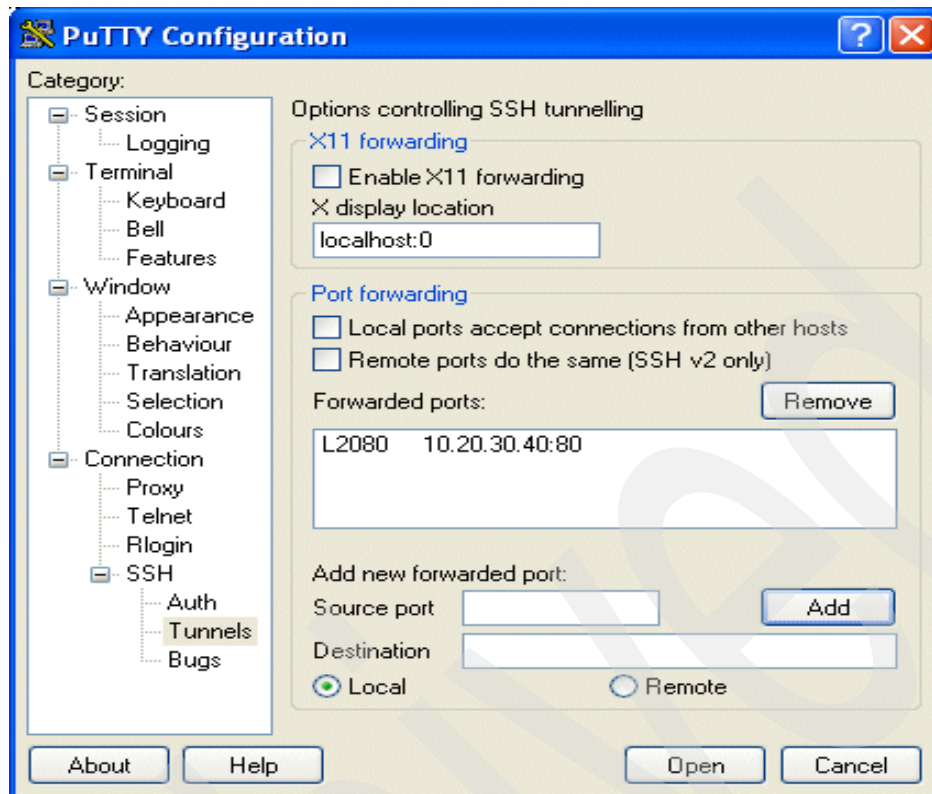 PuTTY Configuration
Category:
Session
Logging
Terminal
Keyboard
Bell
Features
Window
Appearance
Behaviour
Translation
Selection
Colours
Connection
Proxy
Telnet
Rlogin
SSH
Auth
Tunnels
Bugs
Options controlling SSH tunnelling
X11 forwarding
Enable X11 forwarding
X display location
localhost:0
Port forwarding
Local ports accept connections from other hosts
Remote ports do the same (SSH v2 only)
Forwarded ports:
Remove
L2080 10.20.30.40:80
Add new forwarded port:
Source port
Add
Destination
Local
Remote
About
Help
Open
Cancel